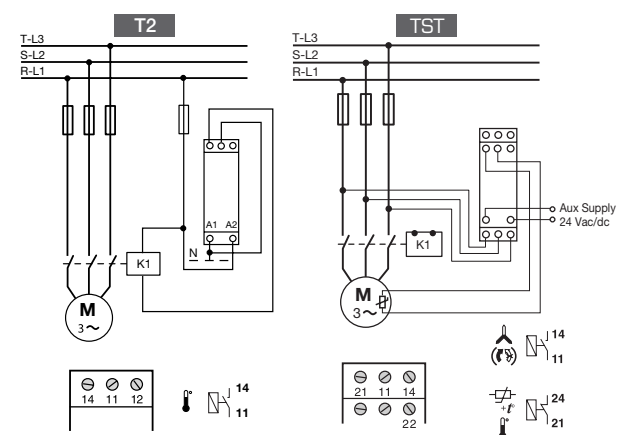 T2
T-L3
S-L2
R-L1
A1 A2
N
K1
M
3~
14 11 12
14
11
TST
T-L3
S-L2
R-L1
Aux Supply
24 Vac/dc
K1
M
3~
21 11 14
22
14
11
+t°
24
21